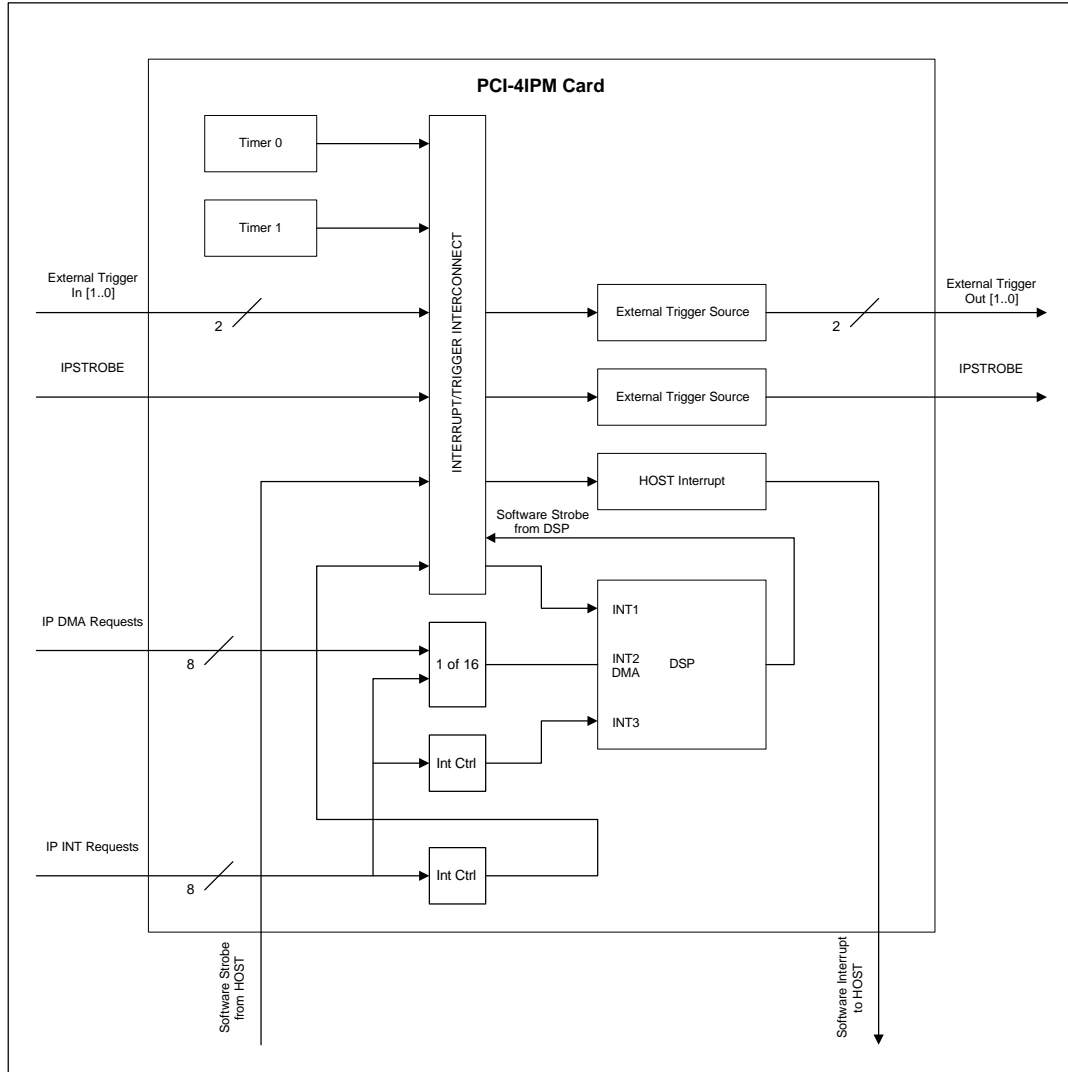 PCI-4IPM Card
Timer 0
Timer 1
INTERRUPT/TRIGGER INTERCONNECT
External Trigger
In [1..0]
2
External Trigger Source
2
External Trigger
Out [1..0]
IPSTROBE
External Trigger Source
IPSTROBE
HOST Interrupt
Software Strobe
from DSP
IP DMA Requests
8
1 of 16
INT1
INT2
DMA
DSP
INT3
Int Ctrl
IP INT Requests
8
Int Ctrl
Software Strobe
from HOST
Software Interrupt
to HOST